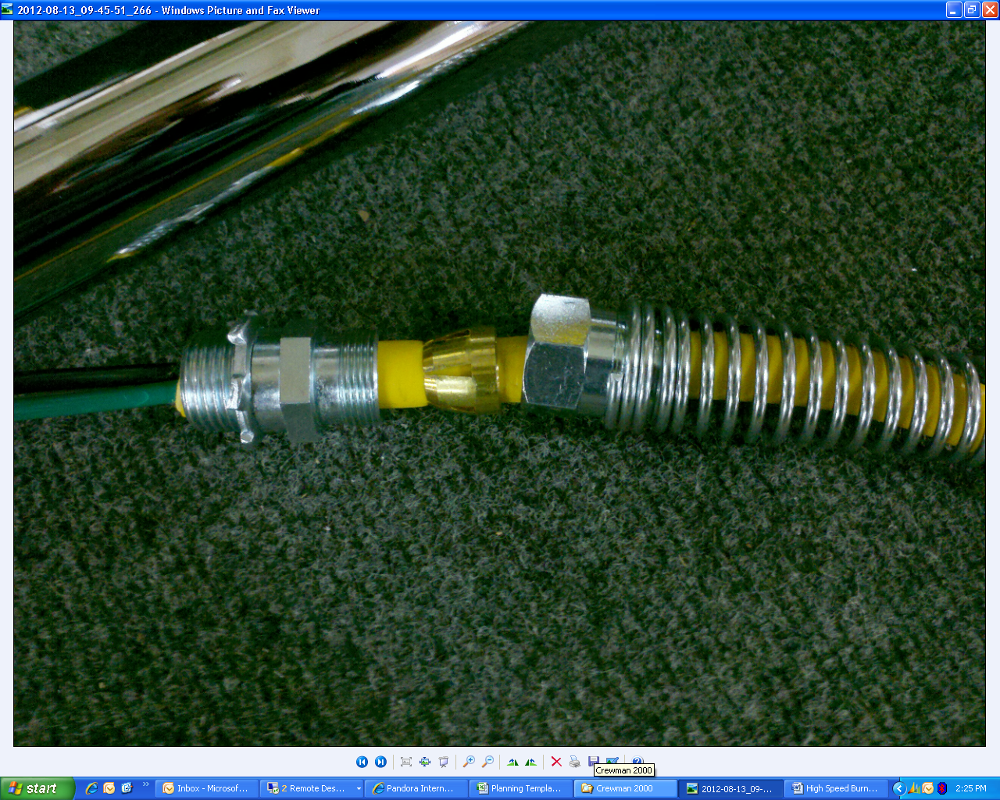 2012-08-13_09-45-51_266 - Windows Picture and Fax Viewer
Crewman 2000
start
Inbox - Microsof...
2 Remote Des...
Pandora Intern...
Planning Templa...
Crewman 2000
2012-08-13_09-...
High Speed Burn...
2:25 PM